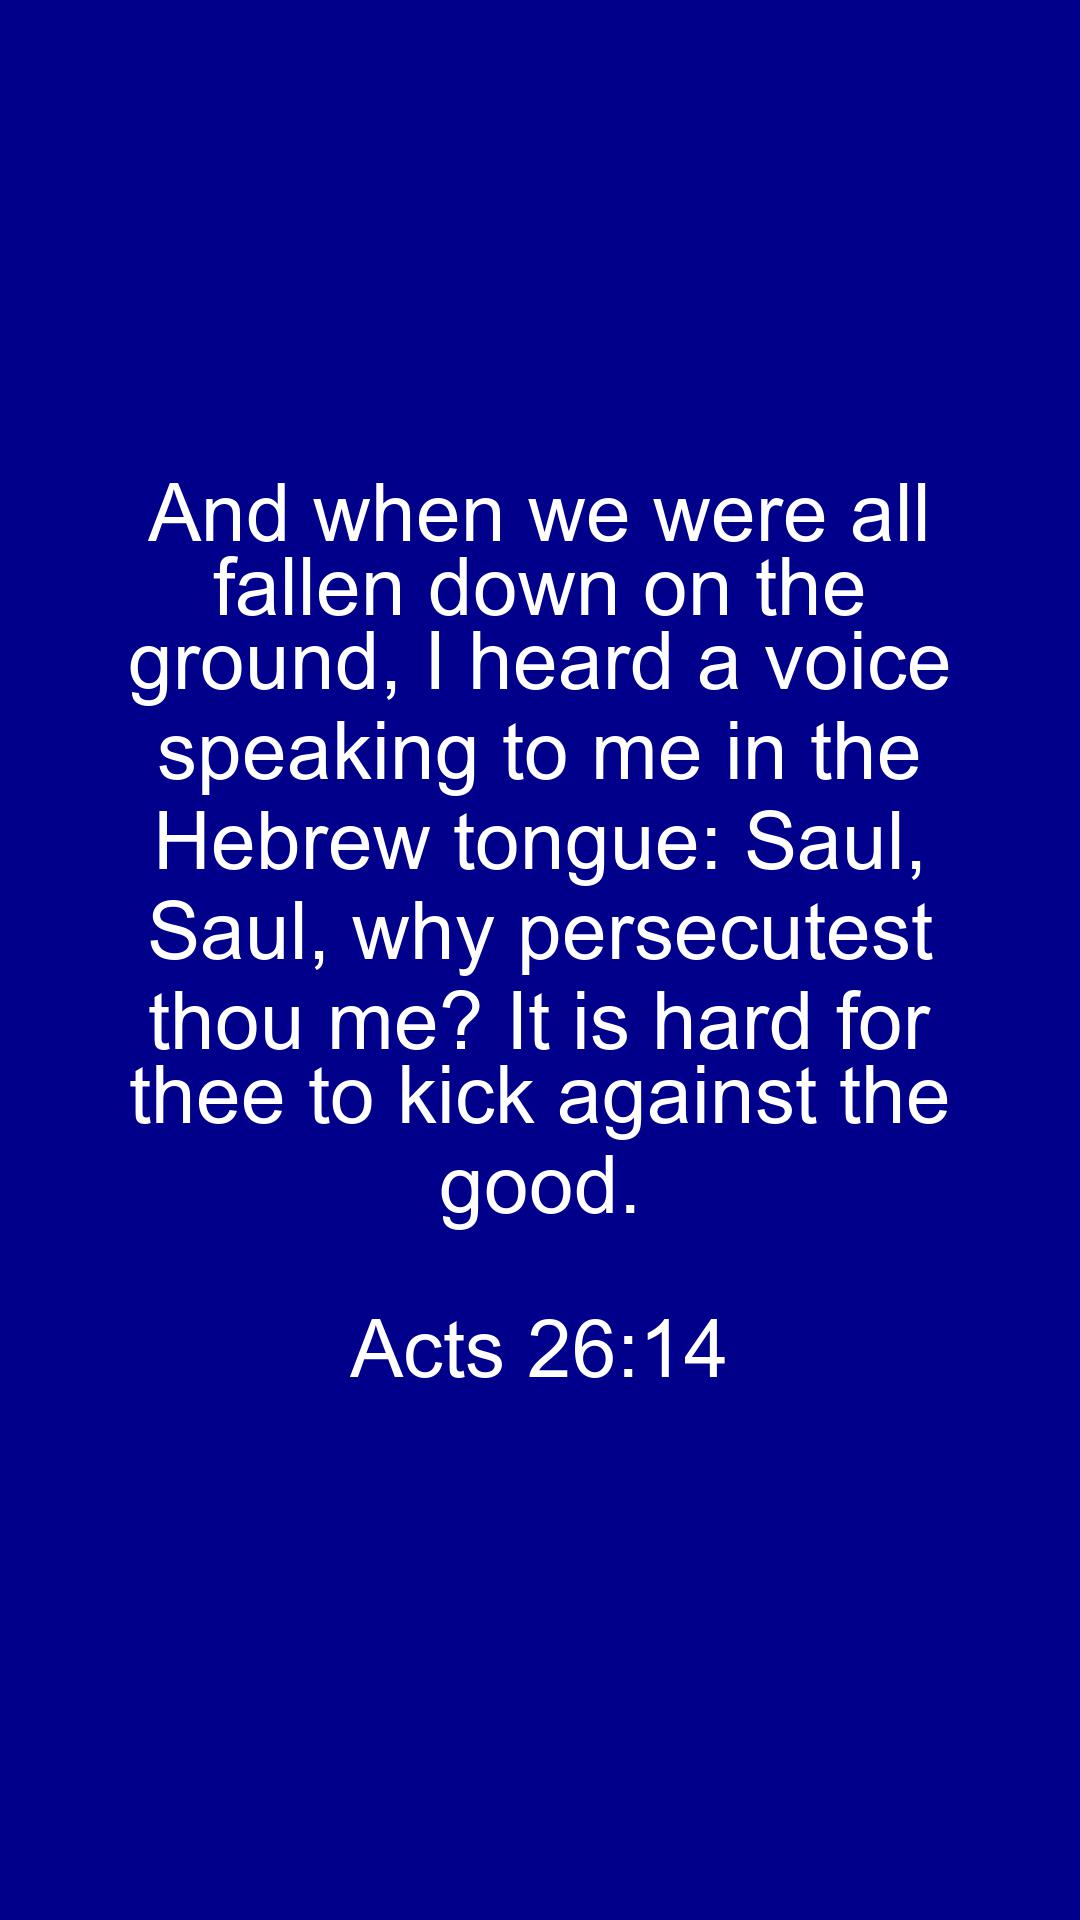 And when we were all
fallen down on the
ground, I heard a voice
speaking to me in the
Hebrew tongue: Saul,
Saul, why persecutest
thou me? It is hard for
thee to kick against the
good.
Acts 26:14